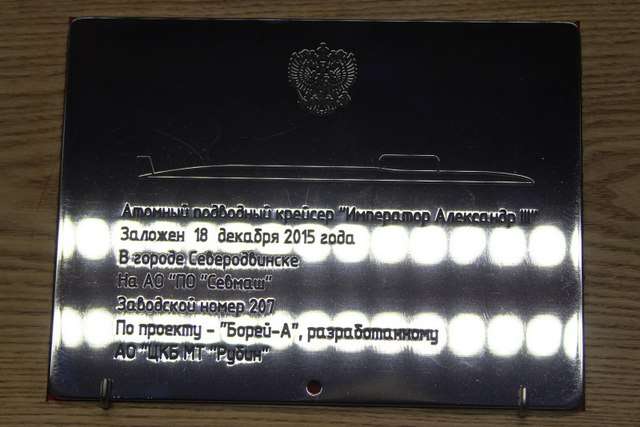 Атомный подводный крейсер "Император Александр III"
Заложен 18 декабря 2015 года
В городе Северодвинске
На АО "ПО "Севмаш"
Заводской номер 207
По проекту - "Борей-А", разработанному
АО "ЦКБ МТ "Рубин"